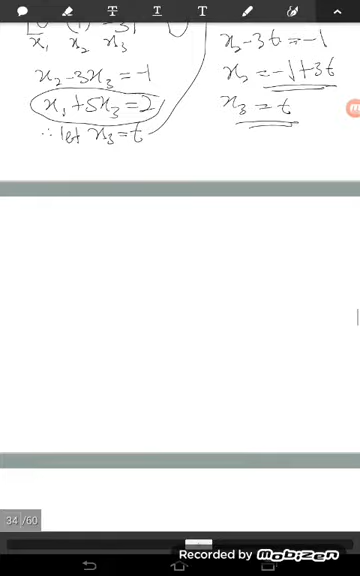 x₁ x₂ x₃
x₂-3x₃=-1
x₁+5x₃=2
∴ let x₃=t
x₂-3t=-1
x₂=-1+3t
x₃=t
34 /60
Recorded by Mobizen